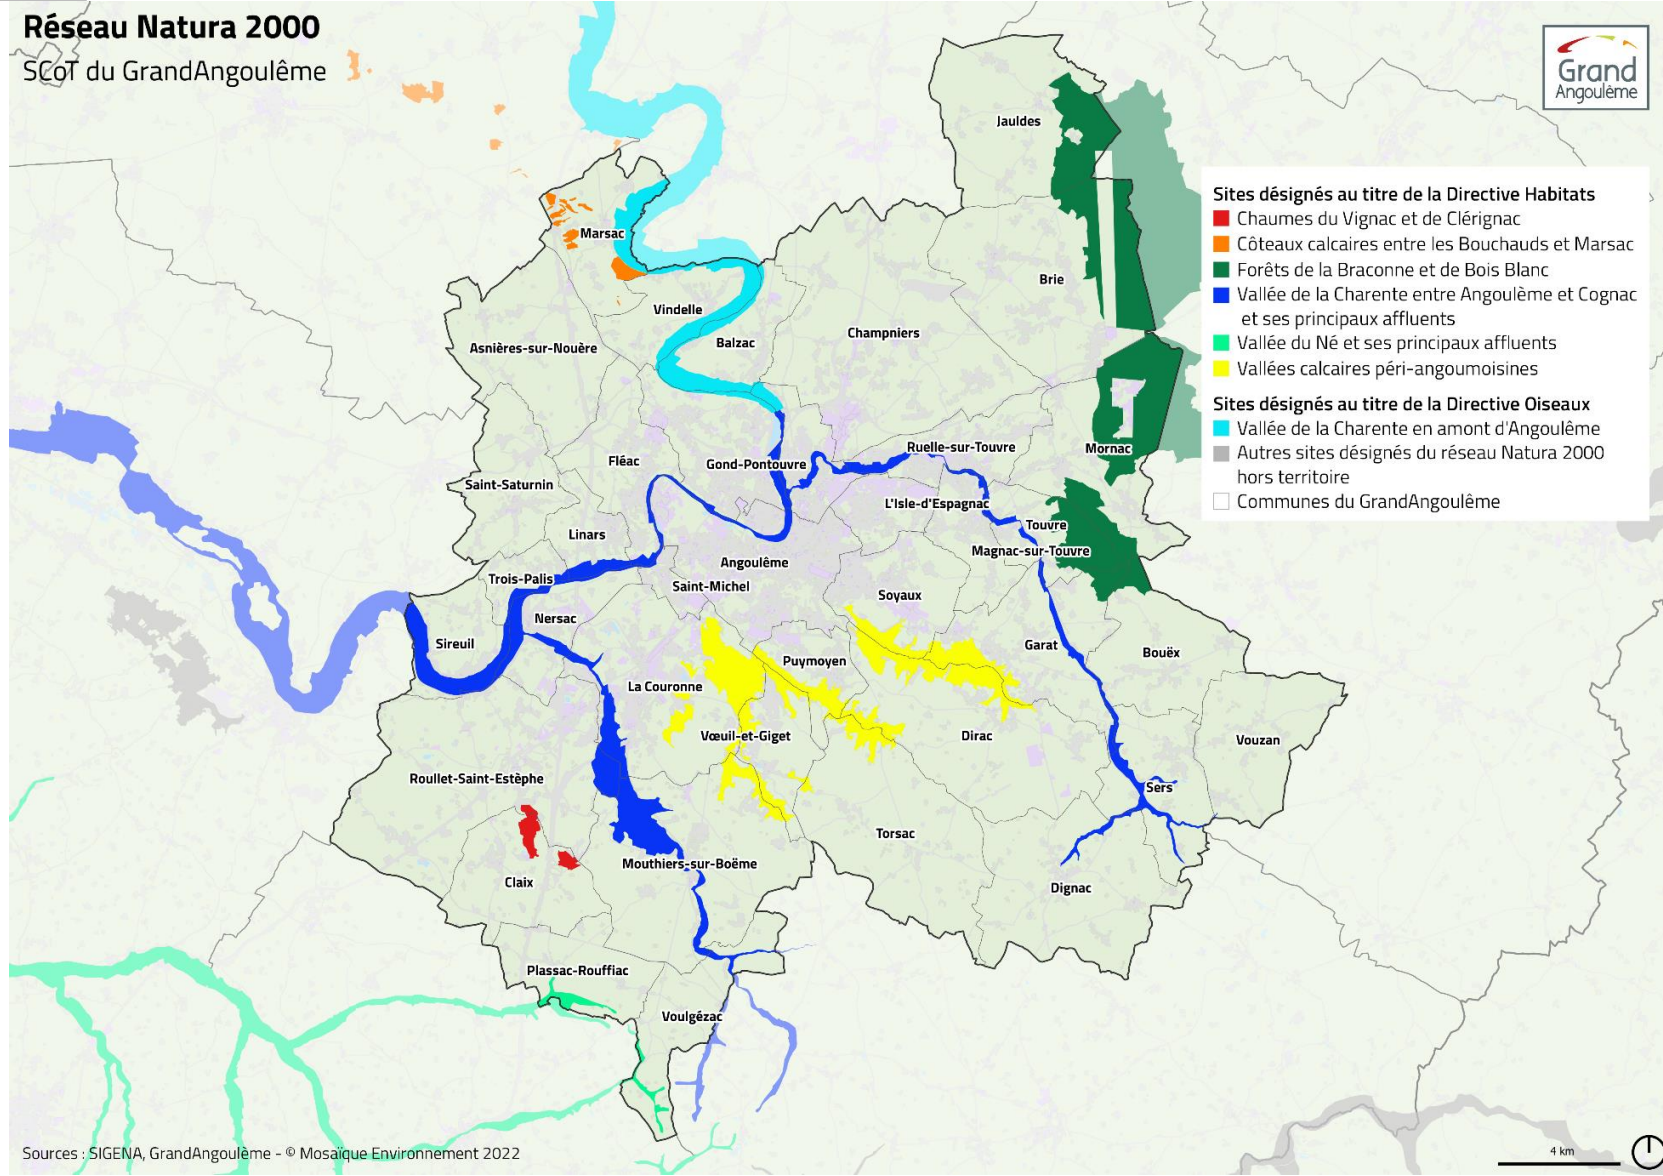 Réseau Natura 2000
SCoT du GrandAngoulême
Grand
Angoulême
Jauldes
Sites désignés au titre de la Directive Habitats
Chaumes du Vignac et de Clérignac
Côteaux calcaires entre les Bouchauds et Marsac
Forêts de la Braconne et de Bois Blanc
Vallée de la Charente entre Angoulème et Cognac
et ses principaux affluents
Vallée du Né et ses principaux affluents
Vallées calcaires péri-angoumoisines
Sites désignés au titre de la Directive Oiseaux
Vallée de la Charente en amont d'Angoulême
Autres sites désignés du réseau Natura 2000
hors territoire
Communes du GrandAngoulême
Marsac
Brie
Vindelle
Champniers
Balzac
Asnières-sur-Nouère
Ruelle-sur-Touvre
Mornac
Fléac
Gond-Pontouvre
Saint-Saturnin
L'Isle-d'Espagnac
Touvre
Linars
Magnac-sur-Touvre
Angoulême
Trois-Palis
Saint-Michel
Soyaux
Nersac
Sireuil
Garat
Bouëx
Puymoyen
La Couronne
Vœuil-et-Giget
Dirac
Vouzan
Roullet-Saint-Estèphe
Sers
Torsac
Mouthiers-sur-Boëme
Claix
Dignac
Plassac-Rouffiac
Voulgézac
Sources : SIGENA, GrandAngoulême - © Mosaïque Environnement 2022
4 km